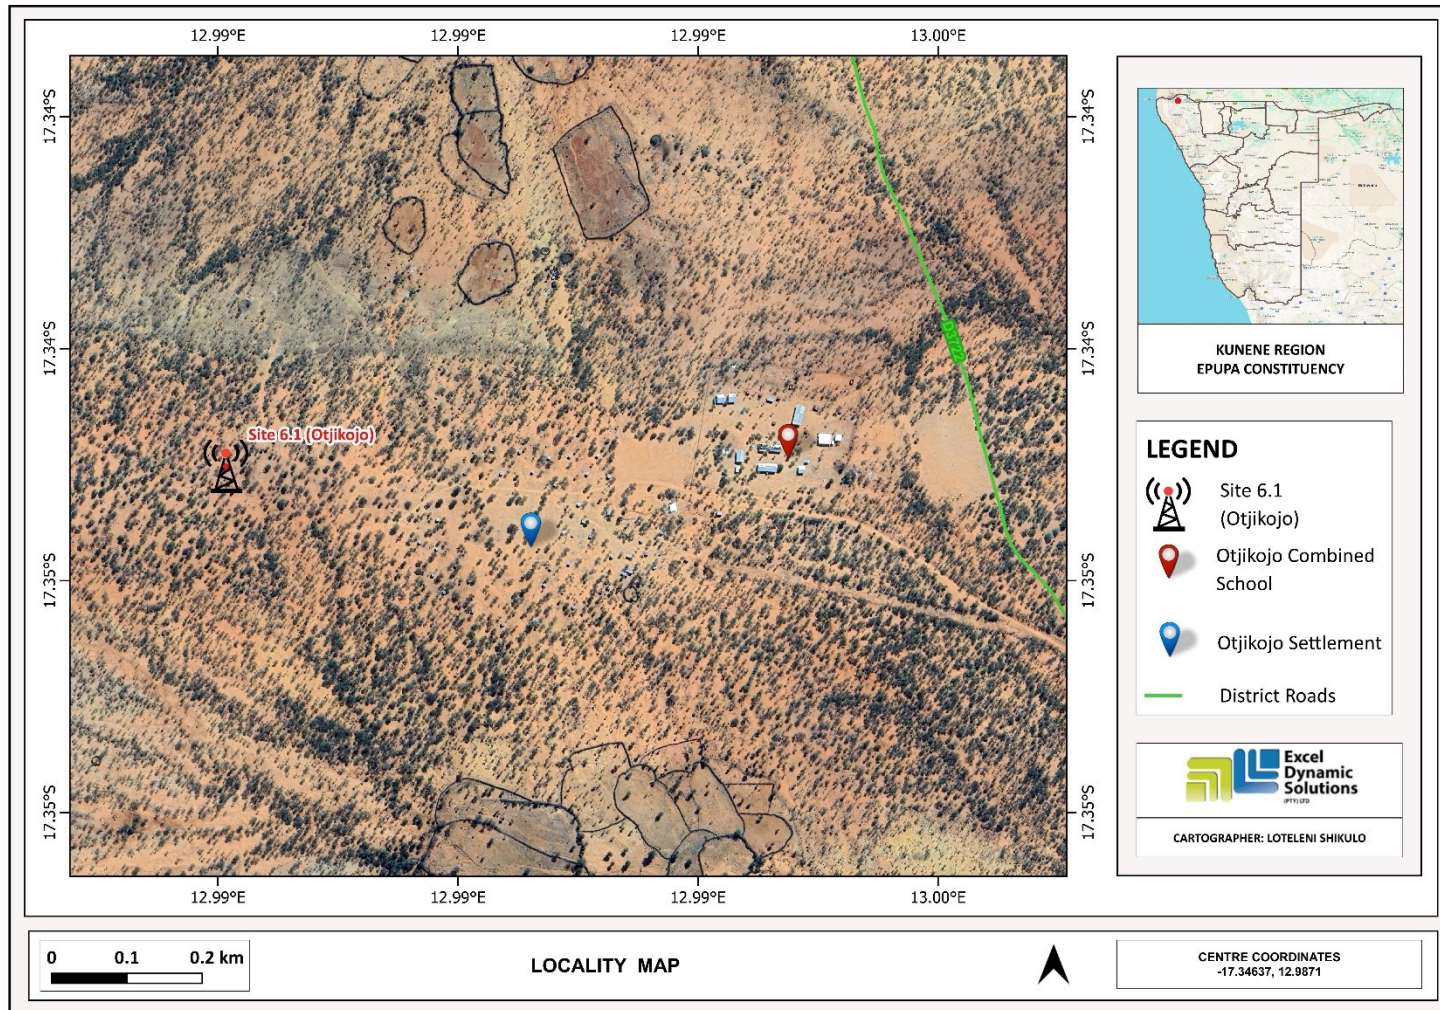 12.99°E 12.99°E 12.99°E 13.00°E
17.34°S 17.34°S
17.34°S 17.34°S
17.35°S 17.35°S
17.35°S 17.35°S
D3722
Site 6.1 (Otjikojo)
12.99°E 12.99°E 12.99°E 13.00°E
KUNENE REGION
EPUPA CONSTITUENCY
LEGEND
Site 6.1
(Otjikojo)
Otjikojo Combined
School
Otjikojo Settlement
District Roads
Excel
Dynamic
Solutions
(PTY) LTD
CARTOGRAPHER: LOTELENI SHIKULO
0 0.1 0.2 km
LOCALITY MAP
CENTRE COORDINATES
-17.34637, 12.9871